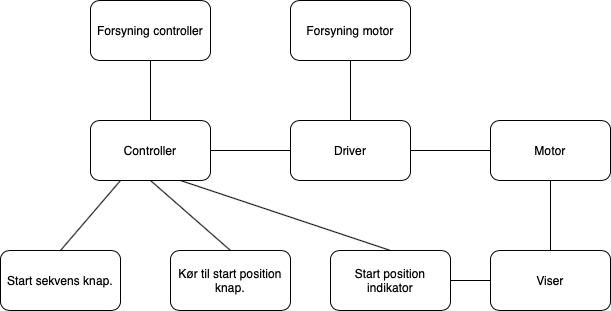 Forsyning controller
Forsyning motor
Controller
Driver
Motor
Start sekvens knap.
Kør til start position
knap.
Start position
indikator
Viser